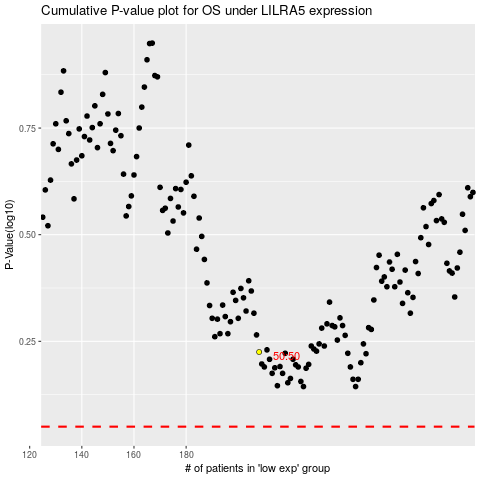 Cumulative P-value plot for OS under LILRA5 expression
P-Value(log10)
0.75
0.50
0.25
50:50
120 140 160 180
# of patients in 'low exp' group